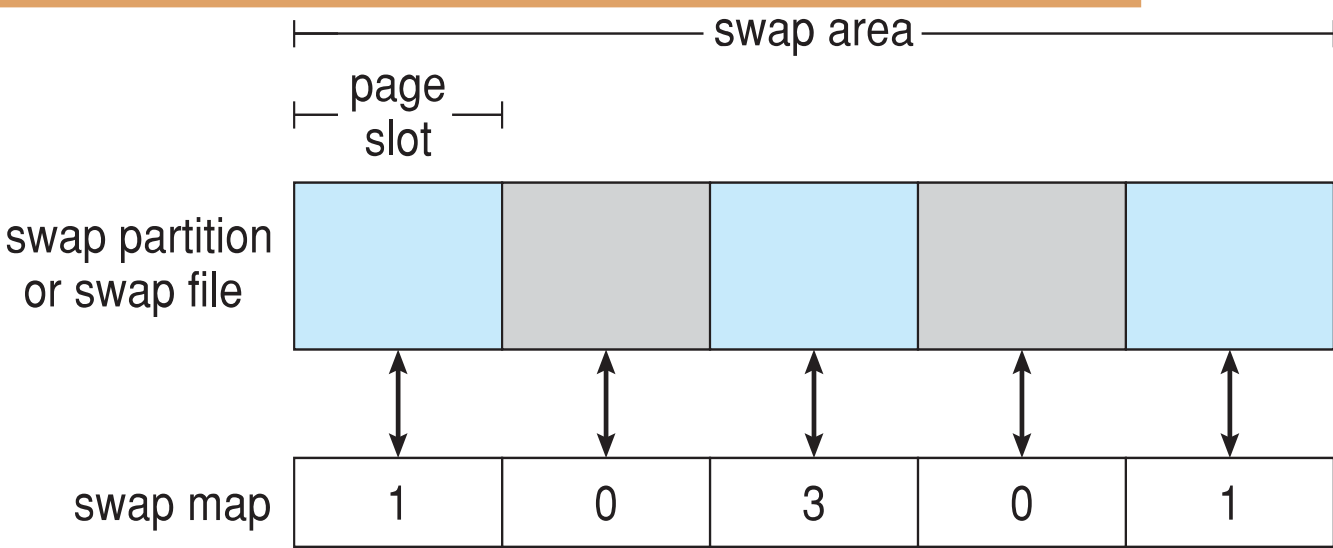 swap area
page
slot
swap partition
or swap file
swap map 1 0 3 0 1